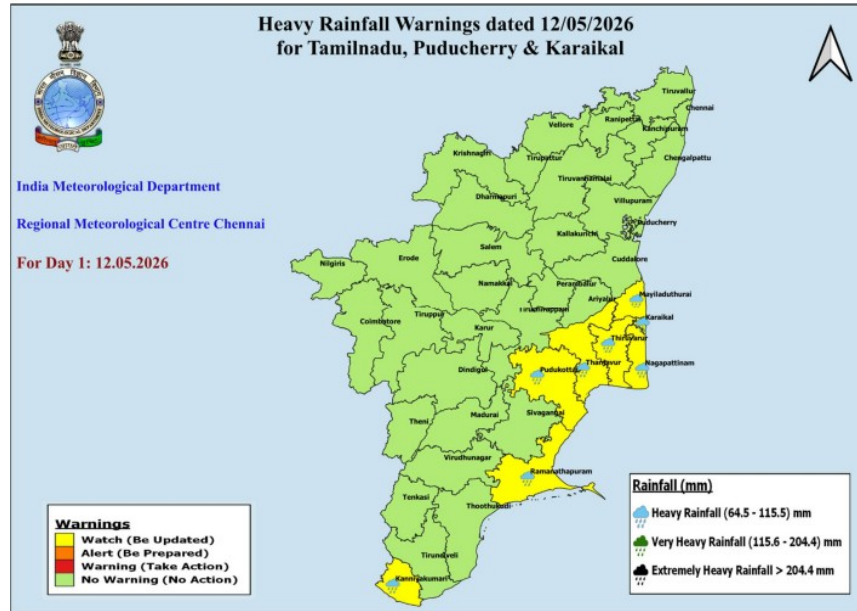 Heavy Rainfall Warnings dated 12/05/2026
for Tamilnadu, Puducherry & Karaikal
India Meteorological Department
Regional Meteorological Centre Chennai
For Day 1: 12.05.2026
Tiruvallur
Chennai
Ranipettai
Kanchipuram
Vellore
Chengalpattu
Krishnagiri
Tirupattur
Tiruvannamalai
Dharmapuri
Villupuram
Puducherry
Kallakurichi
Salem
Cuddalore
Erode
Nilgiris
Namakkal
Perambalur
Ariyalur
Mayiladuthurai
Tiruppur
Coimbatore
Karur
Karaikal
Thiruvarur
Dindigul
Pudukottai
Thanjavur
Nagapattinam
Sivagangai
Theni
Madurai
Virudhunagar
Ramanathapuram
Tenkasi
Thoothukudi
Tirunelveli
Kanniyakumari
Warnings
Watch (Be Updated)
Alert (Be Prepared)
Warning (Take Action)
No Warning (No Action)
Rainfall (mm)
Heavy Rainfall (64.5 - 115.5) mm
Very Heavy Rainfall (115.6 - 204.4) mm
Extremely Heavy Rainfall > 204.4 mm